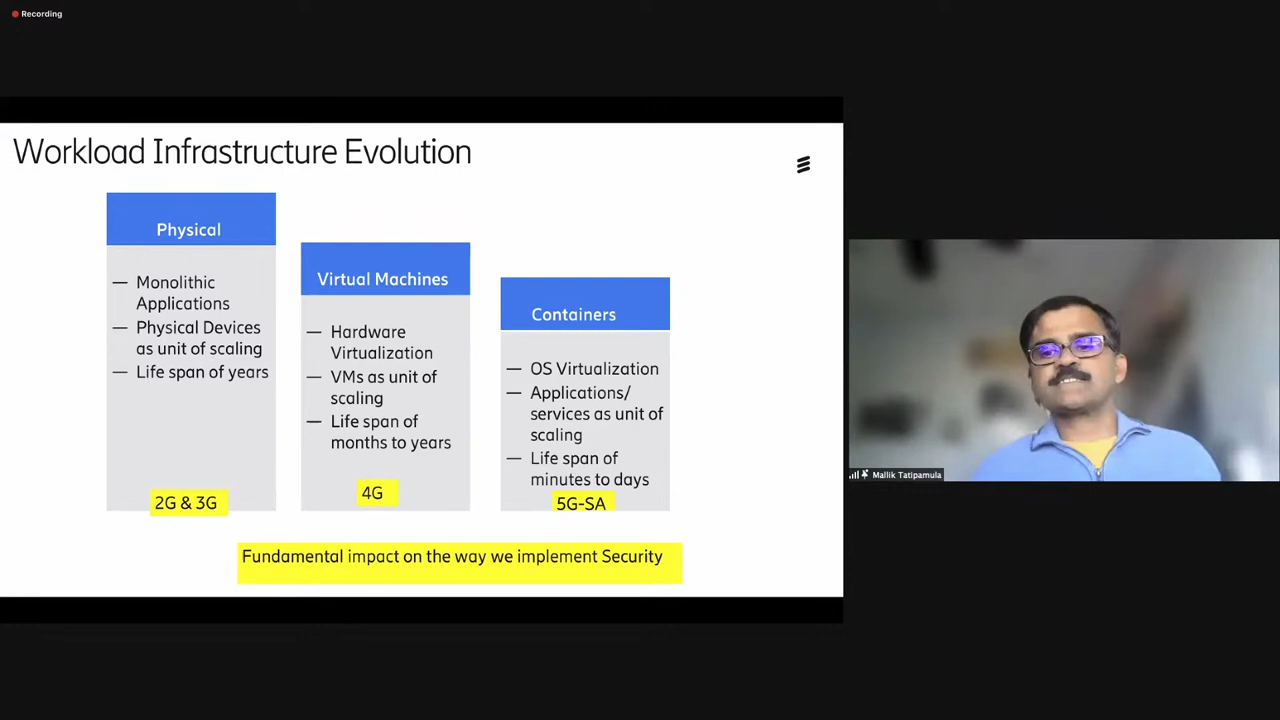 Recording
Workload Infrastructure Evolution
Physical
— Monolithic
Applications
— Physical Devices
as unit of scaling
— Life span of years
2G & 3G
Virtual Machines
— Hardware
Virtualization
— VMs as unit of
scaling
— Life span of
months to years
4G
Containers
— OS Virtualization
— Applications/
services as unit of
scaling
— Life span of
minutes to days
5G-SA
Fundamental impact on the way we implement Security
Mallik Tatipamula